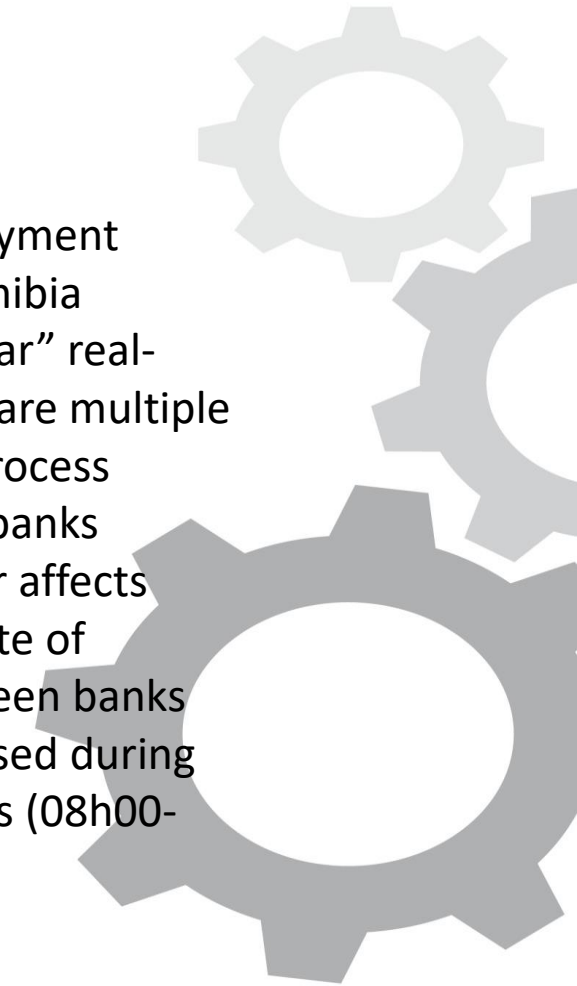 yment
nibia
ar” real-
are multiple
rocess
banks
r affects
te of
een banks
sed during
s (08h00-